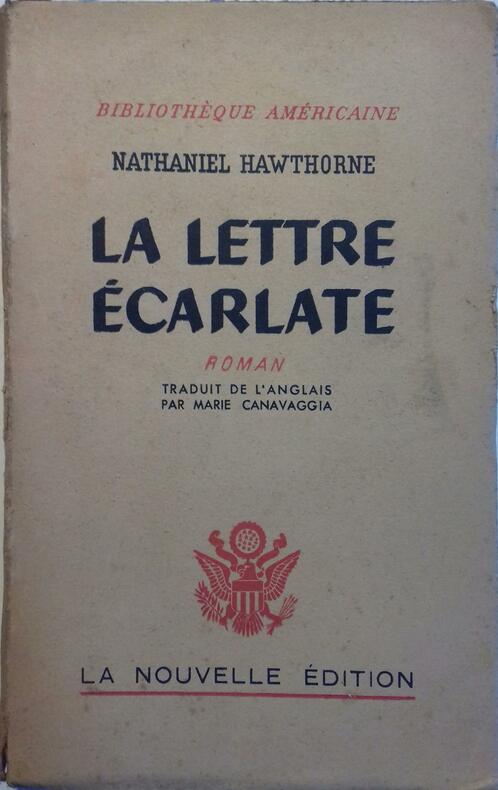 BIBLIOTHÈQUE AMÉRICAINE
NATHANIEL HAWTHORNE
LA LETTRE
ÉCARLATE
ROMAN
TRADUIT DE L'ANGLAIS
PAR MARIE CANAVAGGIA
LA NOUVELLE ÉDITION